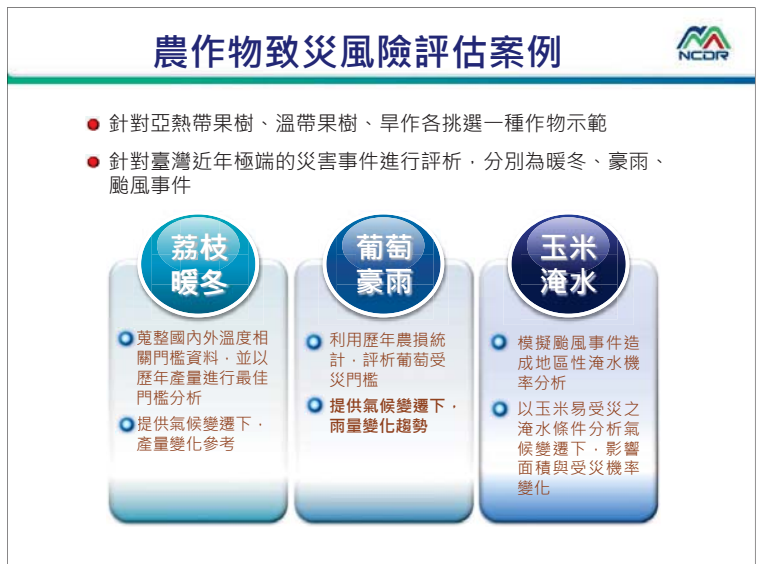 農作物致災風險評估案例
NCDR
針對亞熱帶果樹、溫帶果樹、旱作各挑選一種作物示範
針對臺灣近年極端的災害事件進行評析，分別為暖冬、豪雨、
颱風事件
荔枝
暖冬
蒐整國內外溫度相
關門檻資料，並以
歷年產量進行最佳
門檻分析
提供氣候變遷下，
產量變化參考
葡萄
豪雨
利用歷年農損統
計，評析葡萄受
災門檻
提供氣候變遷下，
雨量變化趨勢
玉米
淹水
模擬颱風事件造
成地區性淹水機
率分析
以玉米易受災之
淹水條件分析氣
候變遷下，影響
面積與受災機率
變化